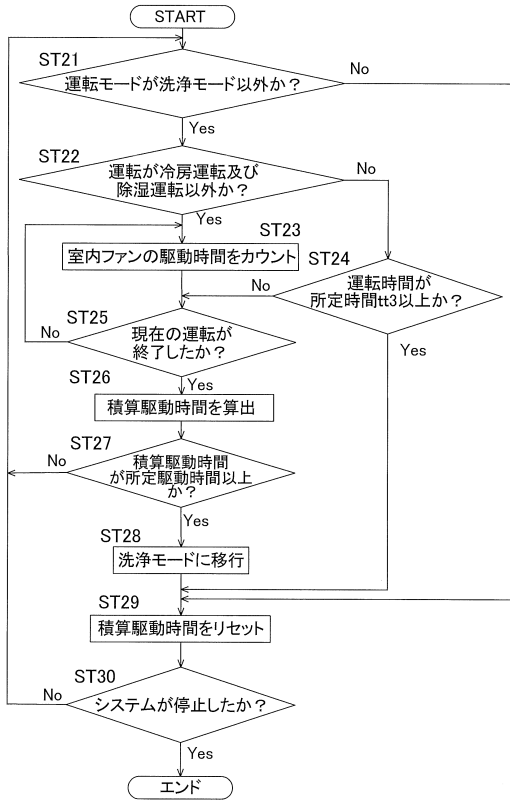 START
ST21
運転モードが洗浄モード以外か？
No
Yes
ST22
運転が冷房運転及び
除湿運転以外か？
No
Yes
ST23
室内ファンの駆動時間をカウント
ST24
運転時間が
所定時間tt3以上か？
No
Yes
ST25
現在の運転が
終了したか？
No
Yes
ST26
積算駆動時間を算出
ST27
積算駆動時間
が所定駆動時間以上
か？
No
Yes
ST28
洗浄モードに移行
ST29
積算駆動時間をリセット
ST30
システムが停止したか？
No
Yes
エンド